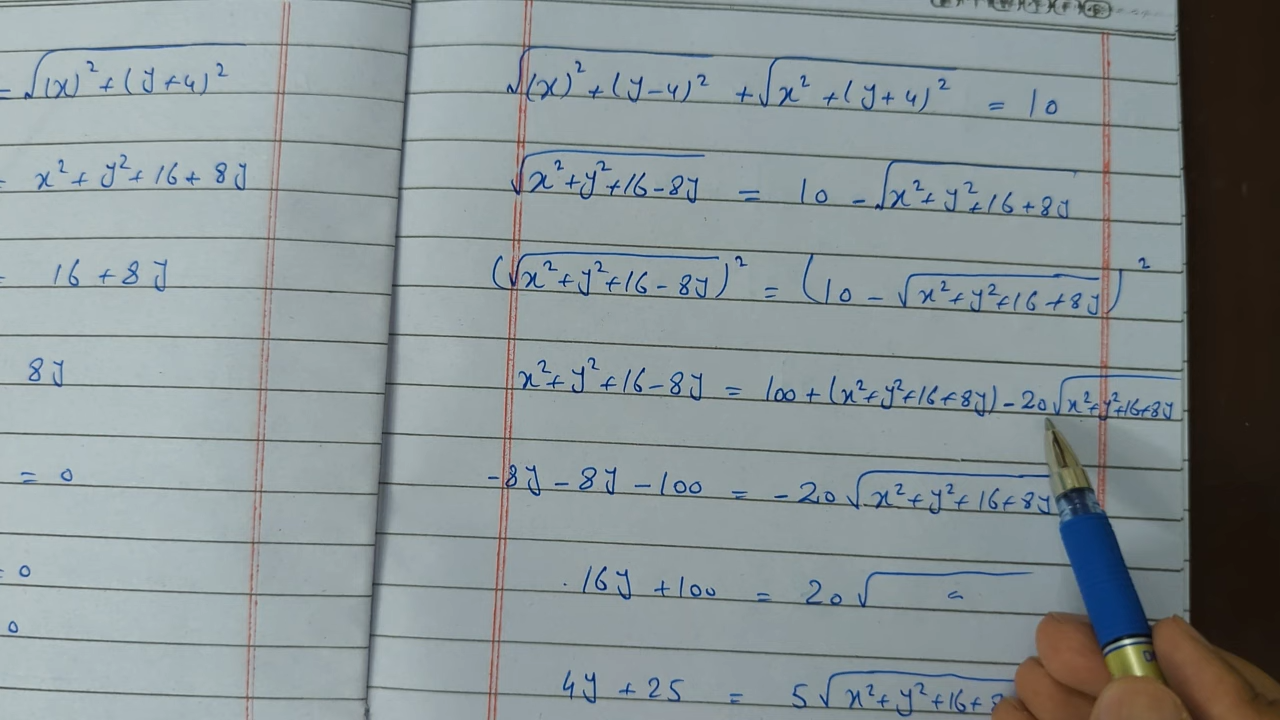 = √(x)² + (y+4)²
= x² + y² + 16 + 8y
= 16 + 8y
8y
= 0
= 0
0
√(x)² + (y-4)² + √x² + (y+4)² = 10
√x² + y² + 16 - 8y = 10 - √x² + y² + 16 + 8y
(√x² + y² + 16 - 8y)² = (10 - √x² + y² + 16 + 8y)²
x² + y² + 16 - 8y = 100 + (x² + y² + 16 + 8y) - 20√x² + y² + 16 + 8y
-8y - 8y - 100 = -20√x² + y² + 16 + 8y
16y + 100 = 20√
4y + 25 = 5√x² + y² + 16 + 8